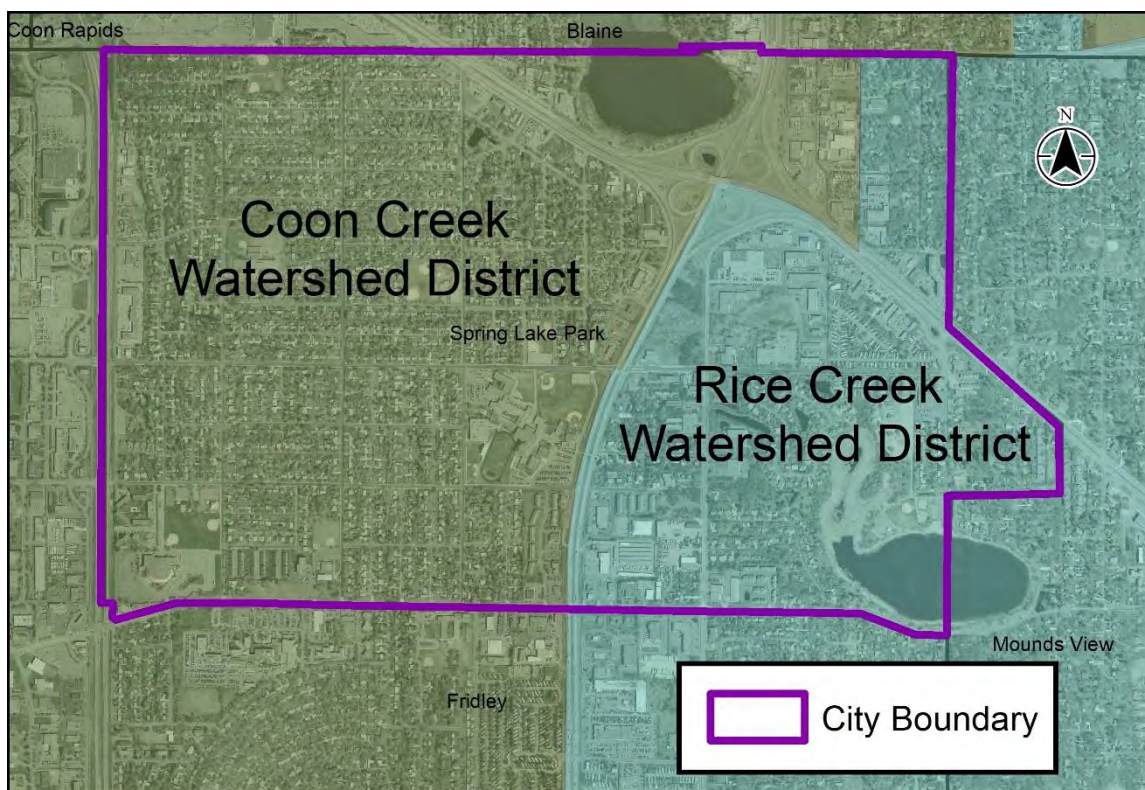 Coon Rapids
Blaine
N
Coon Creek
Watershed District
Spring Lake Park
Rice Creek
Watershed District
Mounds View
Fridley
City Boundary